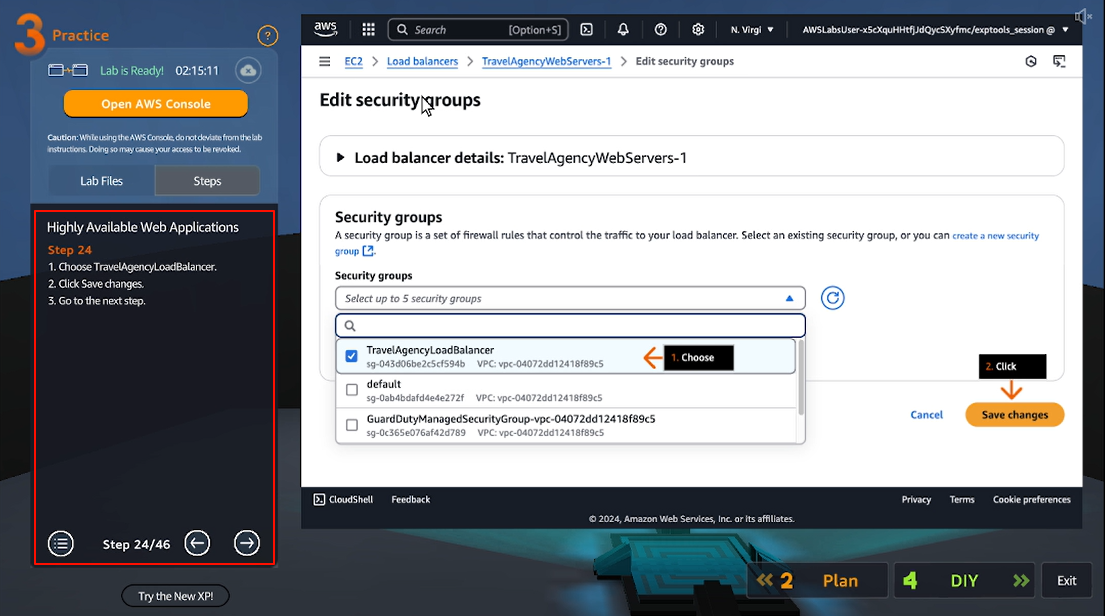 3 Practice
?
Lab is Ready! 02:15:11
Open AWS Console
Caution: While using the AWS Console, do not deviate from the lab
instructions. Doing so may cause your access to be revoked.
Lab Files Steps
Highly Available Web Applications
Step 24
1. Choose TravelAgencyLoadBalancer.
2. Click Save changes.
3. Go to the next step.
Step 24/46
Try the New XP!
aws Search [Option+S] N. Virgi AWSLabsUser-x5cXquHHtfjJdQycSXyfmc/exptools_session @
EC2 > Load balancers > TravelAgencyWebServers-1 > Edit security groups
Edit security groups
Load balancer details: TravelAgencyWebServers-1
Security groups
A security group is a set of firewall rules that control the traffic to your load balancer. Select an existing security group, or you can create a new security
group.
Security groups
Select up to 5 security groups
TravelAgencyLoadBalancer
sg-043d06be2c5cf594b VPC: vpc-04072dd12418f89c5
1. Choose
default
sg-0ab4bdafd4e4e272f VPC: vpc-04072dd12418f89c5
GuardDutyManagedSecurityGroup-vpc-04072dd12418f89c5
sg-0c365e076af42d789 VPC: vpc-04072dd12418f89c5
2. Click
Cancel Save changes
CloudShell Feedback Privacy Terms Cookie preferences
© 2024, Amazon Web Services, Inc. or its affiliates.
2 Plan 4 DIY Exit